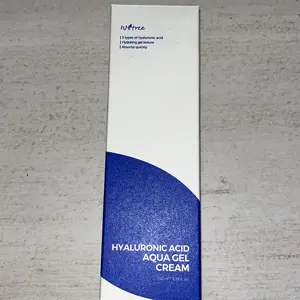 isntree
| 5 types of hyaluronic acid
| Hydrating gel texture
| Absorbs quickly
HYALURONIC ACID
AQUA GEL
CREAM